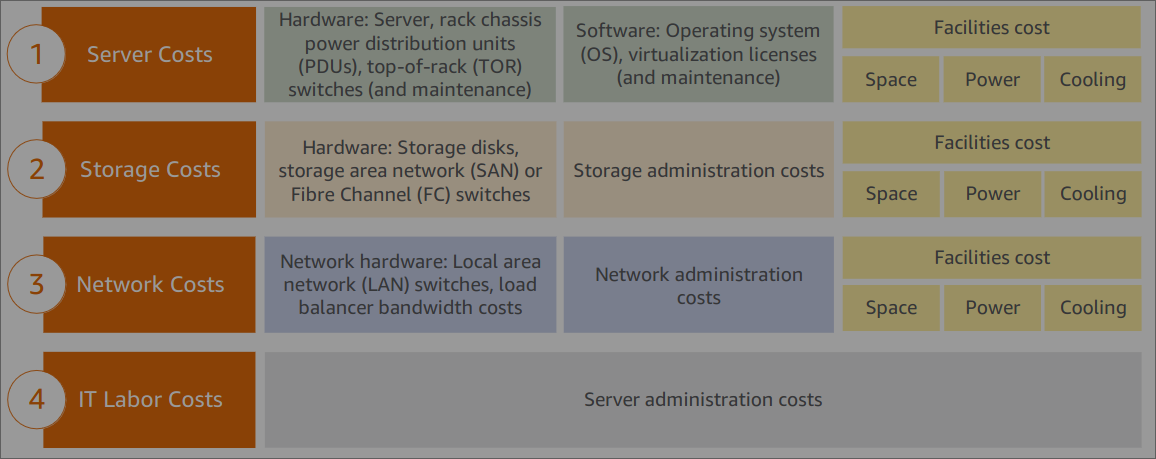 1
Server Costs
Hardware: Server, rack chassis
power distribution units
(PDUs), top-of-rack (TOR)
switches (and maintenance)
Software: Operating system
(OS), virtualization licenses
(and maintenance)
Facilities cost
Space
Power
Cooling
2
Storage Costs
Hardware: Storage disks,
storage area network (SAN) or
Fibre Channel (FC) switches
Storage administration costs
Facilities cost
Space
Power
Cooling
3
Network Costs
Network hardware: Local area
network (LAN) switches, load
balancer bandwidth costs
Network administration
costs
Facilities cost
Space
Power
Cooling
4
IT Labor Costs
Server administration costs